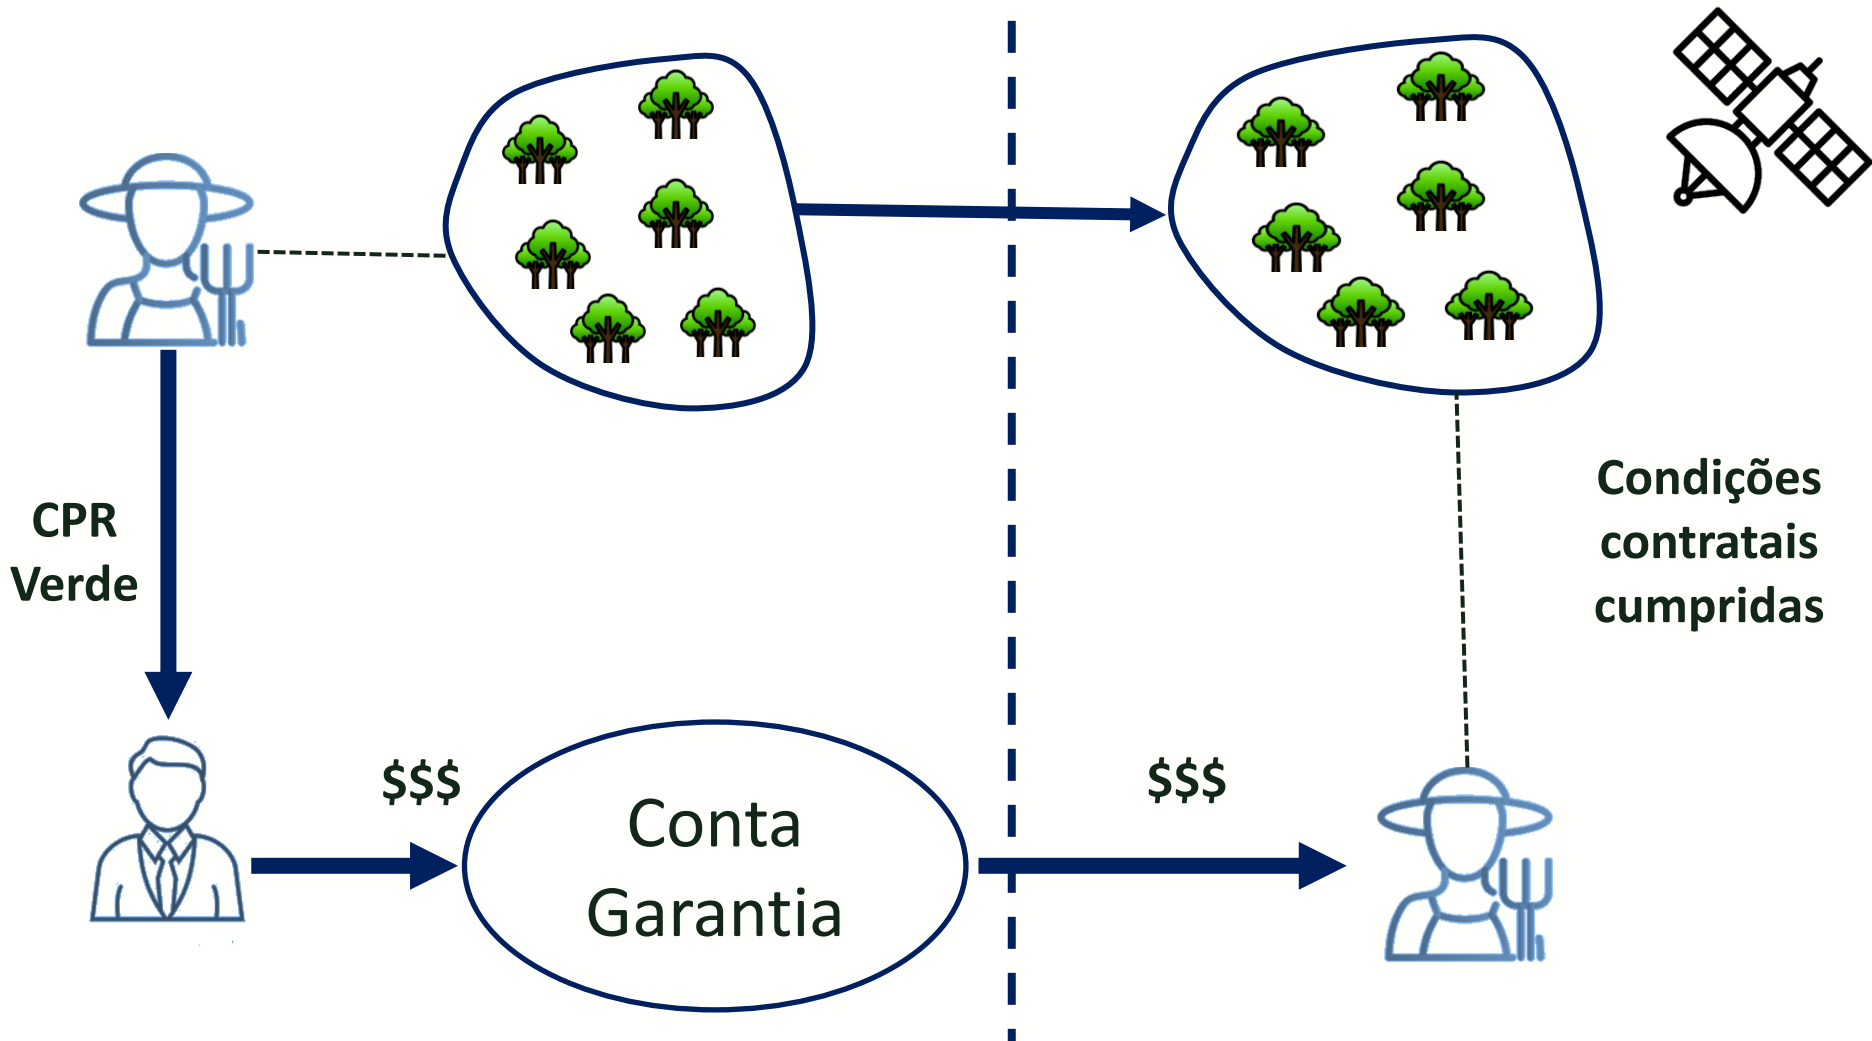 CPR
Verde
$$$
Conta
Garantia
$$$
Condições
contratais
cumpridas